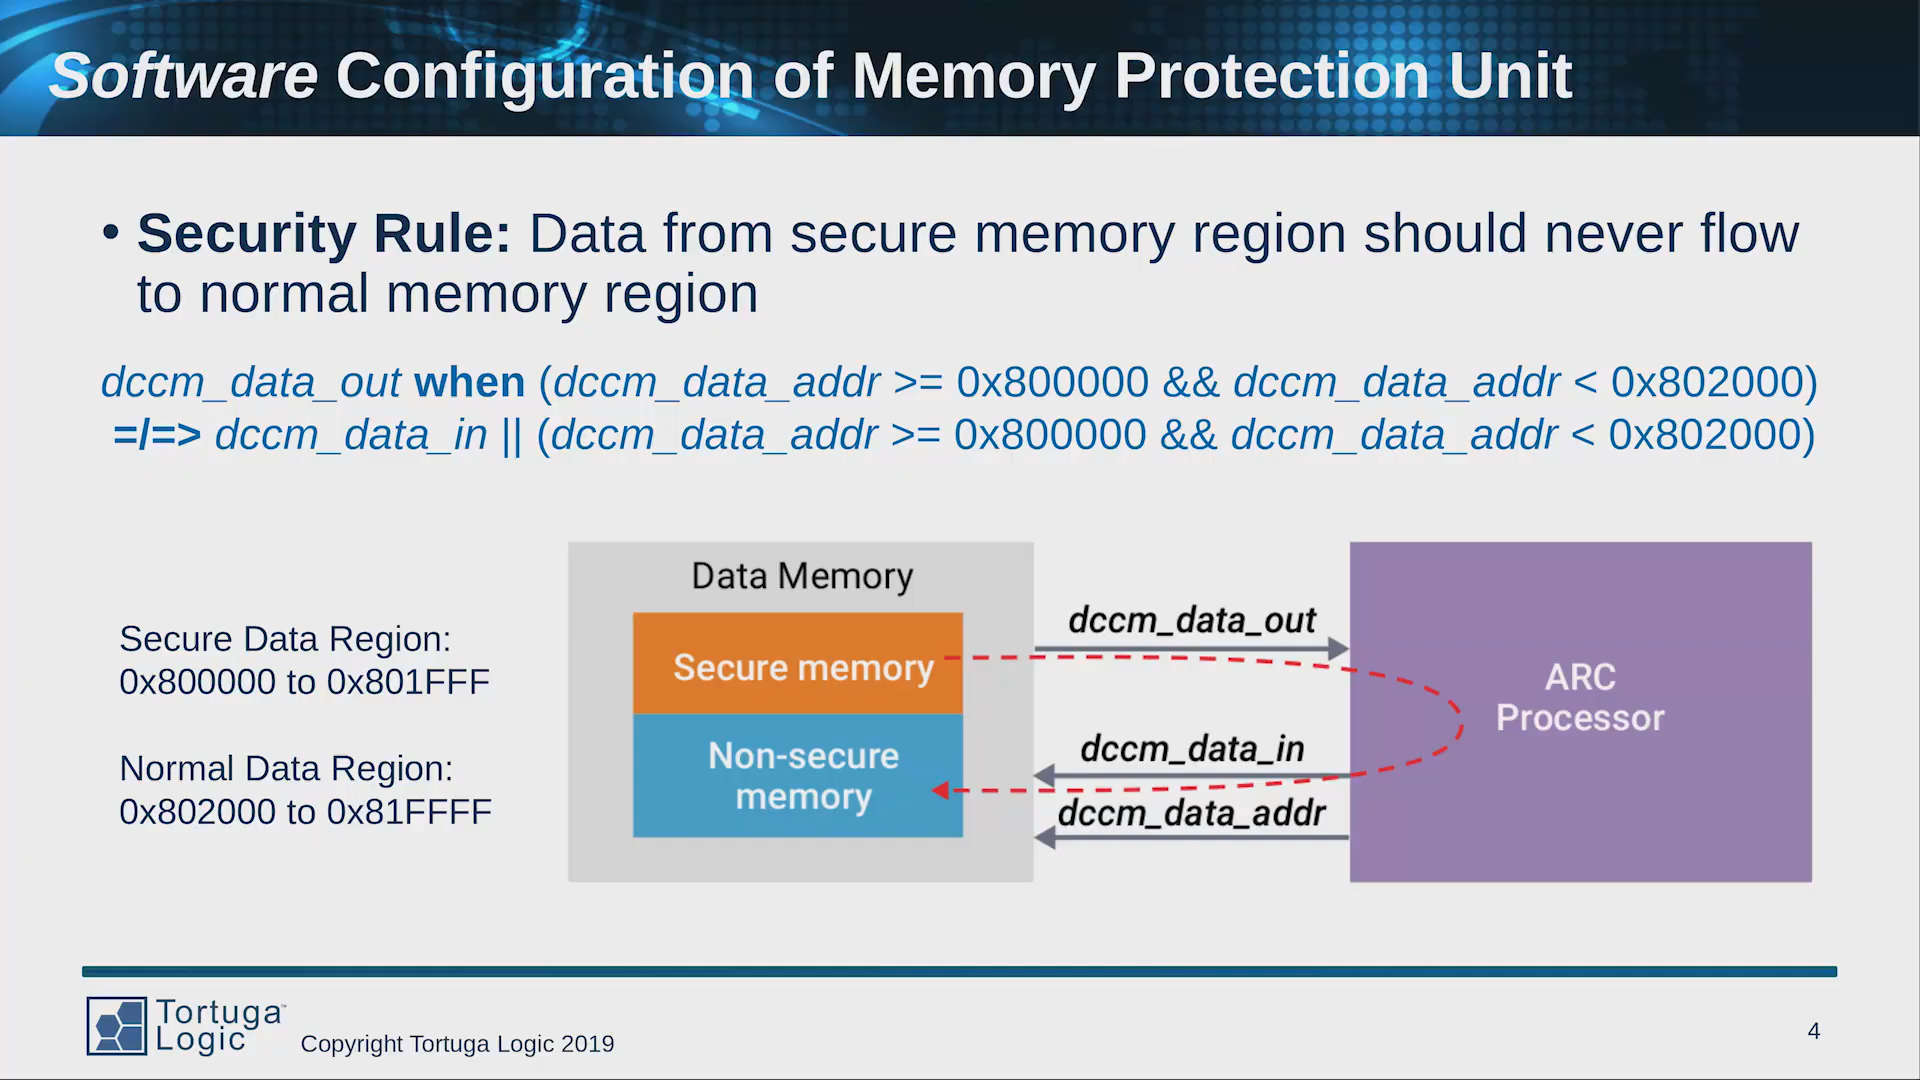 Software Configuration of Memory Protection Unit
• Security Rule: Data from secure memory region should never flow
to normal memory region
dccm_data_out when (dccm_data_addr >= 0x800000 && dccm_data_addr < 0x802000)
=/=> dccm_data_in || (dccm_data_addr >= 0x800000 && dccm_data_addr < 0x802000)
Secure Data Region:
0x800000 to 0x801FFF
Normal Data Region:
0x802000 to 0x81FFFF
Data Memory
Secure memory
Non-secure
memory
dccm_data_out
dccm_data_in
dccm_data_addr
ARC
Processor
Tortuga™
Logic
Copyright Tortuga Logic 2019
4